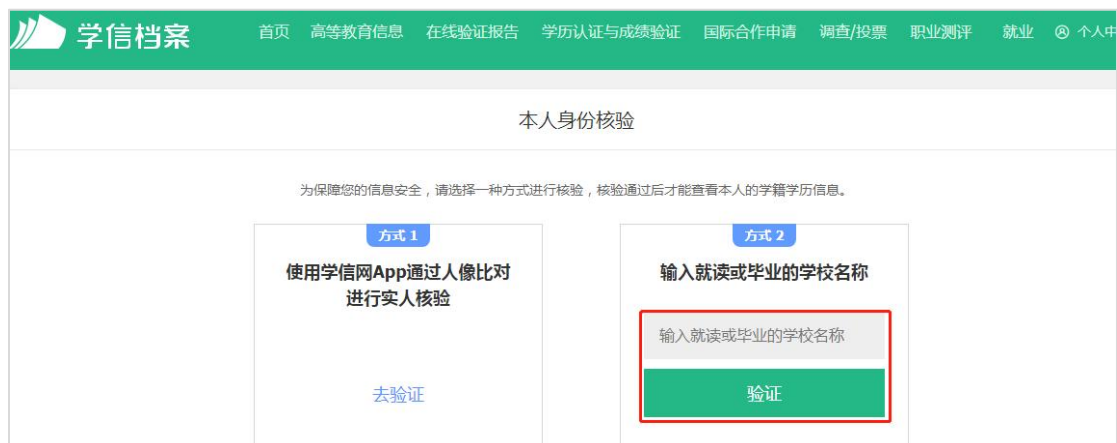 学信档案
首页 高等教育信息 在线验证报告 学历认证与成绩验证 国际合作申请 调查/投票 职业测评 就业 个人中
本人身份核验
为保障您的信息安全，请选择一种方式进行核验，核验通过后才能查看本人的学籍学历信息。
方式 1
使用学信网App通过人像比对
进行实人核验
去验证
方式 2
输入就读或毕业的学校名称
输入就读或毕业的学校名称
验证